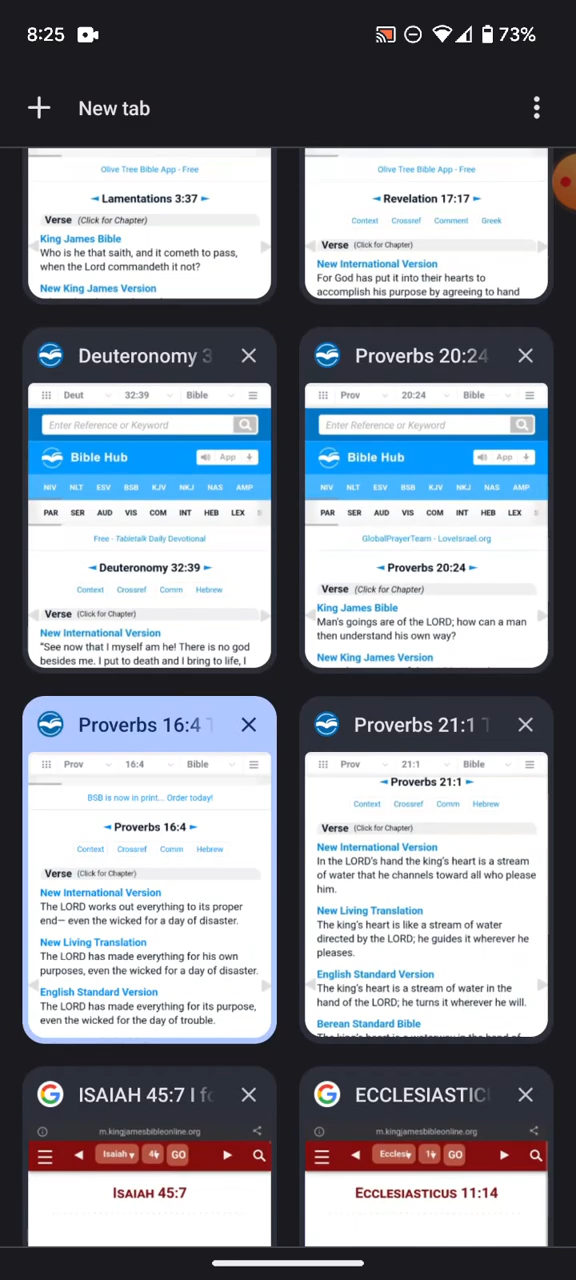 8:25
73%
New tab
Olive Tree Bible App - Free
Lamentations 3:37
Verse (Click for Chapter)
King James Bible
Who is he that saith, and it cometh to pass,
when the Lord commandeth it not?
New King James Version
Olive Tree Bible App - Free
Revelation 17:17
Context Crossref Comment Greek
Verse (Click for Chapter)
New International Version
For God has put it into their hearts to
accomplish his purpose by agreeing to hand
Deuteronomy 3
Deut 32:39 Bible
Enter Reference or Keyword
Bible Hub App
NIV NLT ESV BSB KJV NKJ NAS AMP
PAR SER AUD VIS COM INT HEB LEX
Free - Tabletalk Daily Devotional
Deuteronomy 32:39
Context Crossref Comm Hebrew
Verse (Click for Chapter)
New International Version
"See now that I myself am he! There is no god
besides me. I put to death and I bring to life, I
Proverbs 20:24
Prov 20:24 Bible
Enter Reference or Keyword
Bible Hub App
NIV NLT ESV BSB KJV NKJ NAS AMP
PAR SER AUD VIS COM INT HEB LEX
GlobalPrayerTeam - LoveIsrael.org
Proverbs 20:24
Verse (Click for Chapter)
King James Bible
Man's goings are of the LORD; how can a man
then understand his own way?
New King James Version
Proverbs 16:4 T
Prov 16:4 Bible
BSB is now in print... Order today!
Proverbs 16:4
Context Crossref Comm Hebrew
Verse (Click for Chapter)
New International Version
The LORD works out everything to its proper
end— even the wicked for a day of disaster.
New Living Translation
The LORD has made everything for his own
purposes, even the wicked for a day of disaster.
English Standard Version
The LORD has made everything for its purpose,
even the wicked for the day of trouble.
Proverbs 21:1 T
Prov 21:1 Bible
Proverbs 21:1
Context Crossref Comm Hebrew
Verse (Click for Chapter)
New International Version
In the LORD's hand the king's heart is a stream
of water that he channels toward all who please
him.
New Living Translation
The king's heart is like a stream of water
directed by the LORD; he guides it wherever he
pleases.
English Standard Version
The king's heart is a stream of water in the
hand of the LORD; he turns it wherever he will.
Berean Standard Bible
ISAIAH 45:7 I fo
m.kingjamesbibleonline.org
Isaiah GO
ISAIAH 45:7
ECCLESIASTIC
m.kingjamesbibleonline.org
Ecclesi GO
ECCLESIASTICUS 11:14